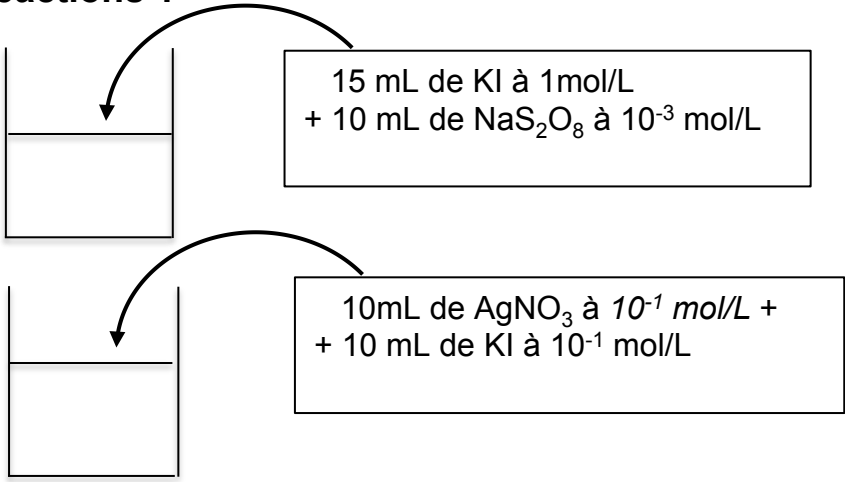 15 mL de KI à 1mol/L
+ 10 mL de NaS₂O₈ à 10⁻³ mol/L
10mL de AgNO₃ à 10⁻¹ mol/L +
+ 10 mL de KI à 10⁻¹ mol/L